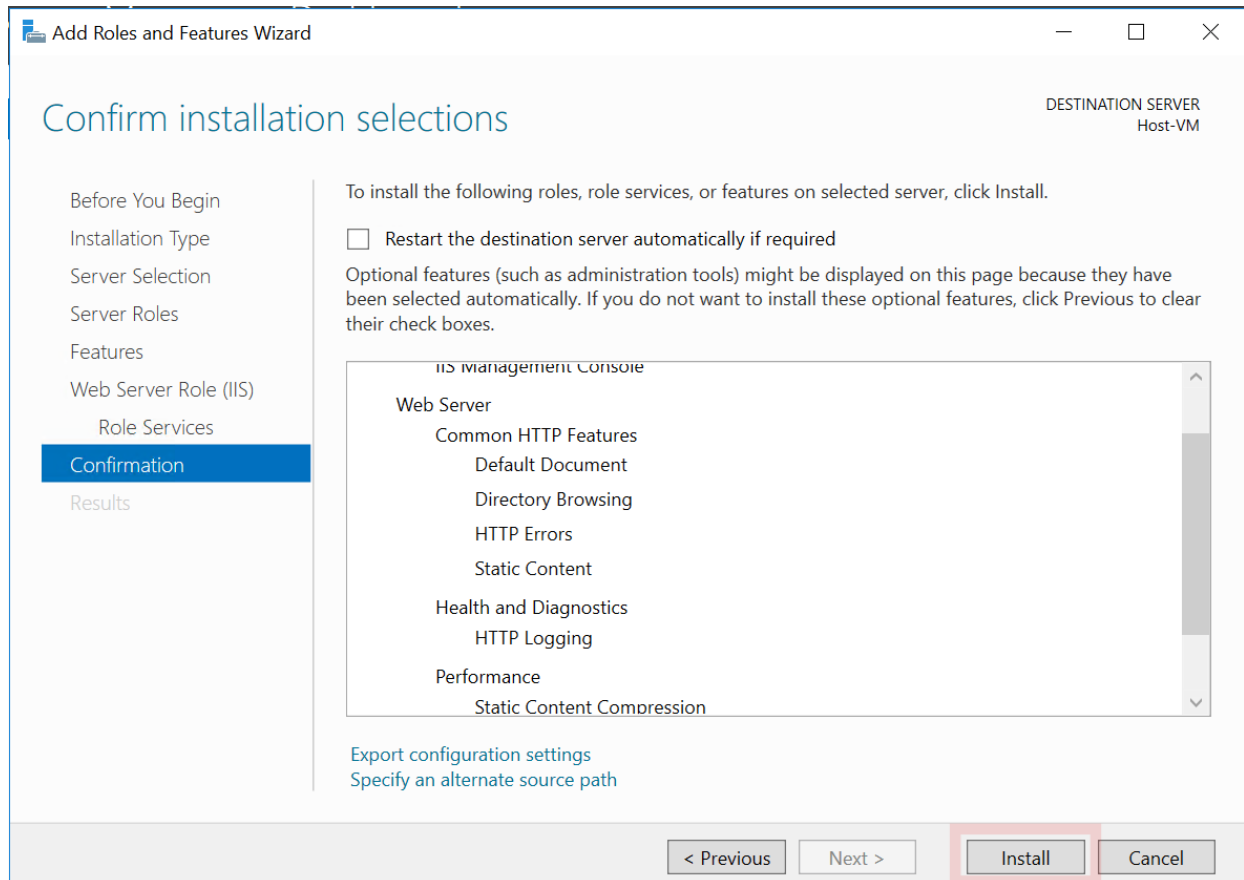 Add Roles and Features Wizard
Confirm installation selections
DESTINATION SERVER
Host-VM
Before You Begin
Installation Type
Server Selection
Server Roles
Features
Web Server Role (IIS)
Role Services
Confirmation
Results
To install the following roles, role services, or features on selected server, click Install.
Restart the destination server automatically if required
Optional features (such as administration tools) might be displayed on this page because they have
been selected automatically. If you do not want to install these optional features, click Previous to clear
their check boxes.
IIS Management Console
Web Server
Common HTTP Features
Default Document
Directory Browsing
HTTP Errors
Static Content
Health and Diagnostics
HTTP Logging
Performance
Static Content Compression
Export configuration settings
Specify an alternate source path
< Previous
Next >
Install
Cancel